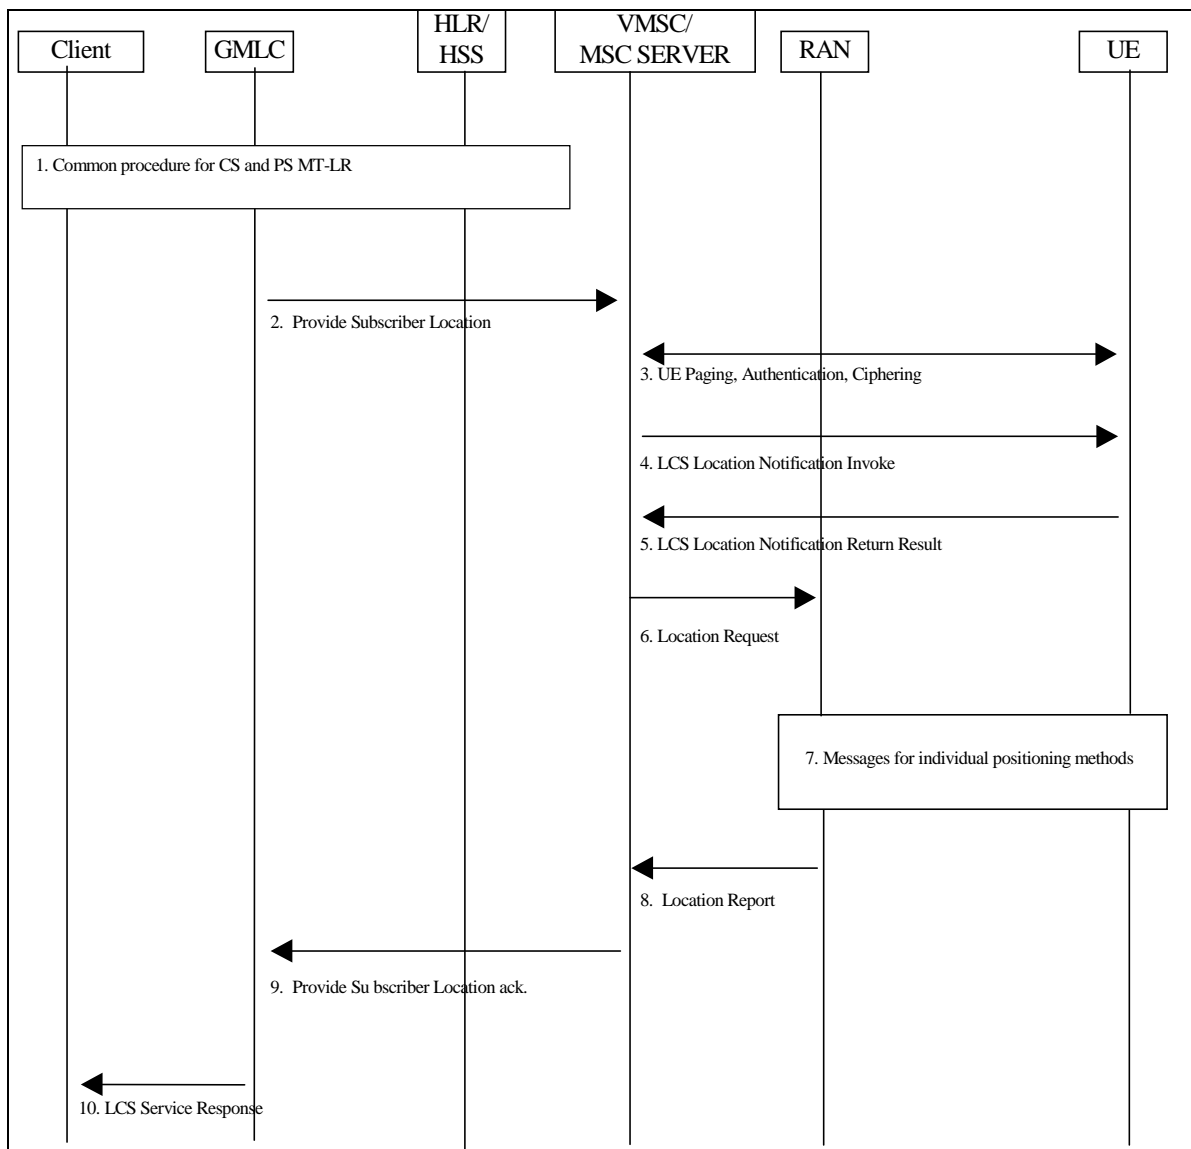 Client
GMLC
HLR/
HSS
VMSC/
MSC SERVER
RAN
UE
1. Common procedure for CS and PS MT-LR
2. Provide Subscriber Location
3. UE Paging, Authentication, Ciphering
4. LCS Location Notification Invoke
5. LCS Location Notification Return Result
6. Location Request
7. Messages for individual positioning methods
8. Location Report
9. Provide Su bscriber Location ack.
10. LCS Service Response